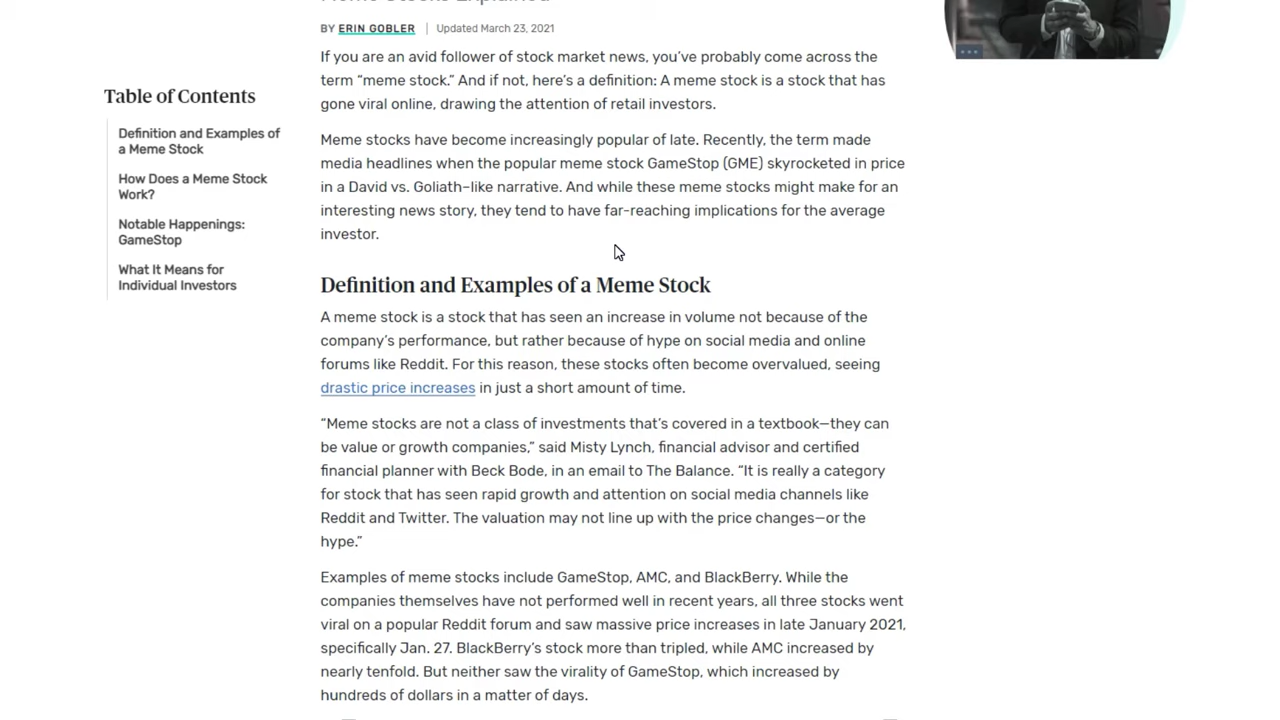 Meme Stocks Explained
BY ERIN GOBLER | Updated March 23, 2021
If you are an avid follower of stock market news, you’ve probably come across the
term “meme stock.” And if not, here’s a definition: A meme stock is a stock that has
gone viral online, drawing the attention of retail investors.
Table of Contents
Definition and Examples of
a Meme Stock
How Does a Meme Stock
Work?
Notable Happenings:
GameStop
What It Means for
Individual Investors
Meme stocks have become increasingly popular of late. Recently, the term made
media headlines when the popular meme stock GameStop (GME) skyrocketed in price
in a David vs. Goliath–like narrative. And while these meme stocks might make for an
interesting news story, they tend to have far-reaching implications for the average
investor.
Definition and Examples of a Meme Stock
A meme stock is a stock that has seen an increase in volume not because of the
company’s performance, but rather because of hype on social media and online
forums like Reddit. For this reason, these stocks often become overvalued, seeing
drastic price increases in just a short amount of time.
“Meme stocks are not a class of investments that’s covered in a textbook—they can
be value or growth companies,” said Misty Lynch, financial advisor and certified
financial planner with Beck Bode, in an email to The Balance. “It is really a category
for stock that has seen rapid growth and attention on social media channels like
Reddit and Twitter. The valuation may not line up with the price changes—or the
hype.”
Examples of meme stocks include GameStop, AMC, and BlackBerry. While the
companies themselves have not performed well in recent years, all three stocks went
viral on a popular Reddit forum and saw massive price increases in late January 2021,
specifically Jan. 27. BlackBerry’s stock more than tripled, while AMC increased by
nearly tenfold. But neither saw the virality of GameStop, which increased by
hundreds of dollars in a matter of days.